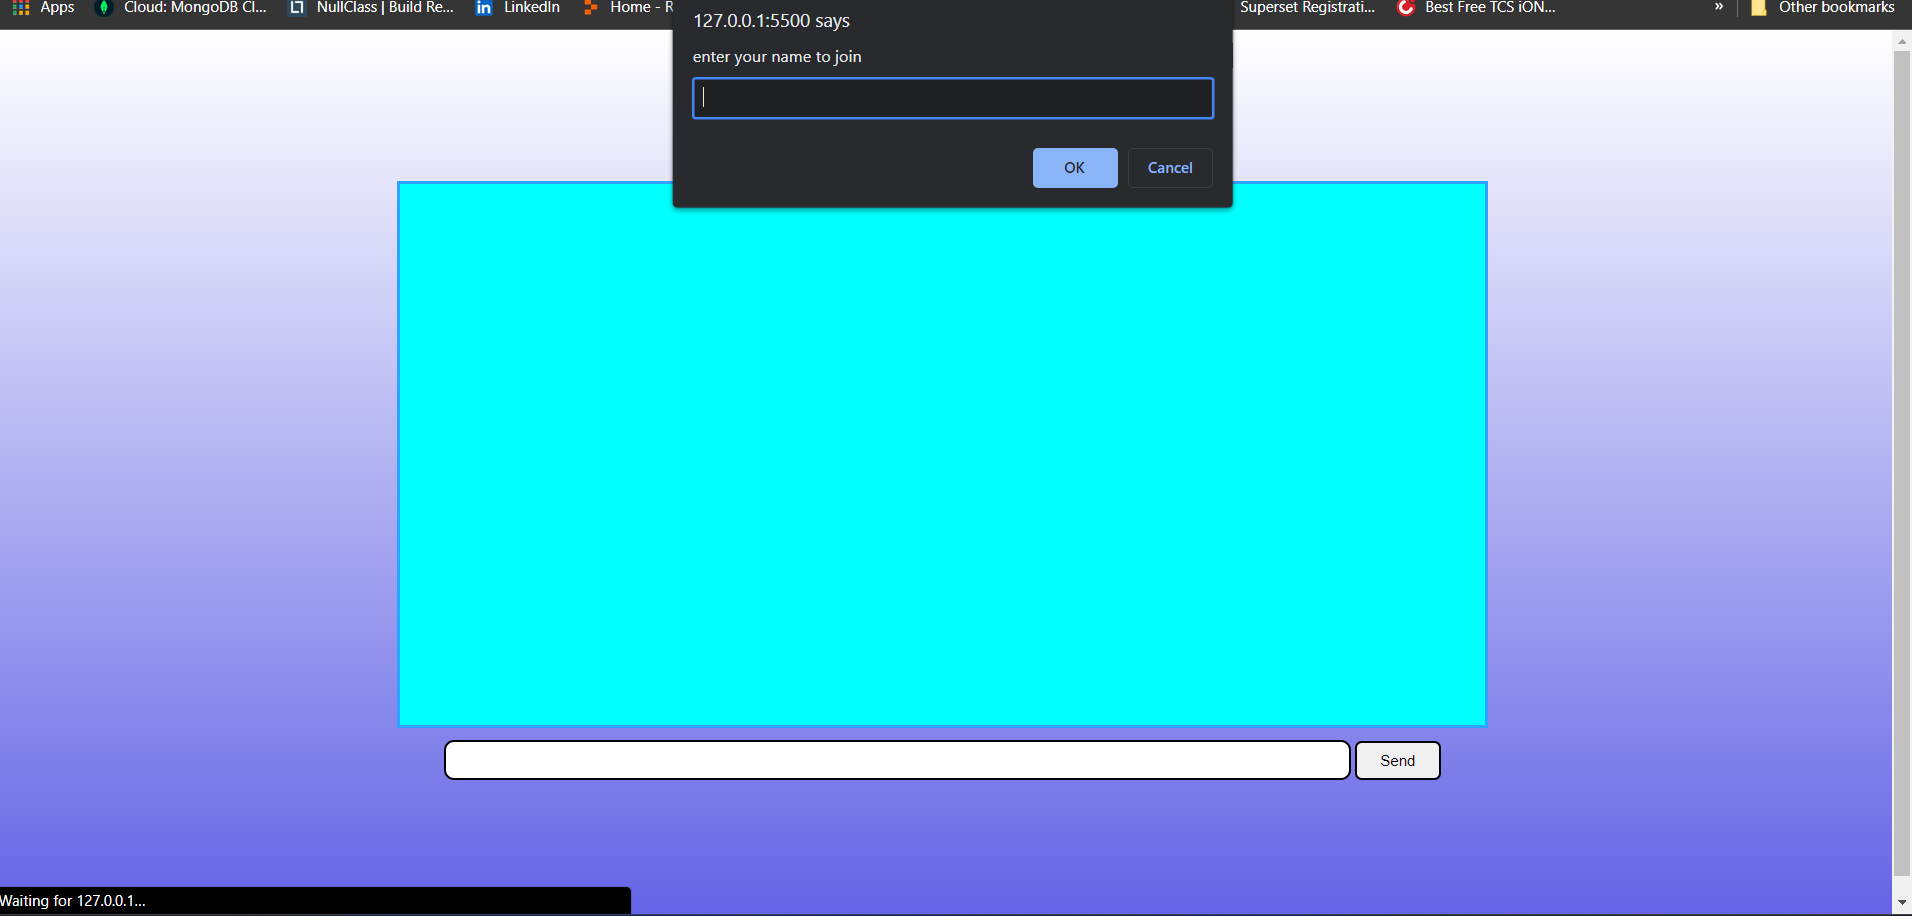 Apps Cloud: MongoDB Cl... NullClass | Build Re... LinkedIn Home - R Superset Registrati... Best Free TCS iON... » Other bookmarks
127.0.0.1:5500 says
enter your name to join
OK Cancel
Send
Waiting for 127.0.0.1...